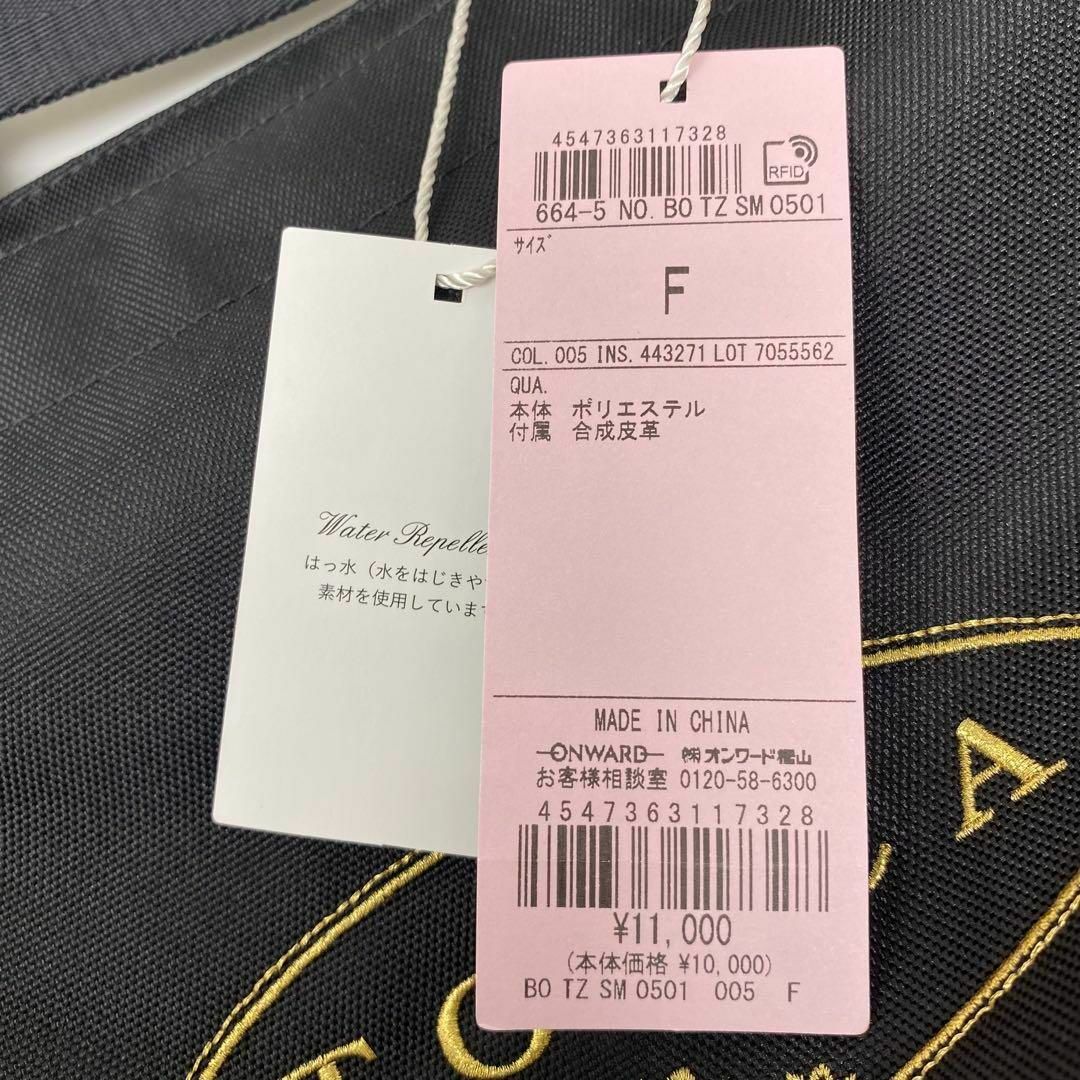 4547363117328
RFID
664-5 NO. BO TZ SM 0501
サイズ
F
COL. 005 INS. 443271 LOT 7055562
QUA.
本体 ポリエステル
付属 合成皮革
MADE IN CHINA
ONWARD ㈱オンワード樫山
お客様相談室 0120-58-6300
4547363117328
¥11,000
(本体価格 ¥10,000)
BO TZ SM 0501 005 F
Water
はっ水（水をはじきや
素材を使用していま
A
T O